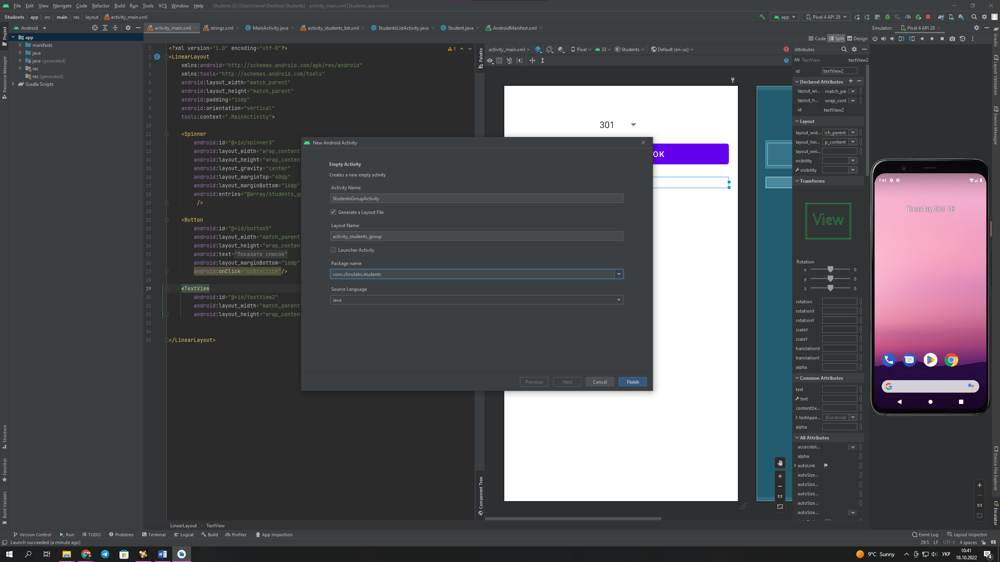 File Edit View Navigate Code Refactor Build Run Tools VCS Window Help Students [C:\Users\haner\Desktop\Students] - activity_main.xml [Students.app.main]
Students app src main res layout activity_main.xml
app Pixel 4 API 28
Android
activity_main.xml strings.xml MainActivity.java activity_students_list.xml StudentsListActivity.java Student.java AndroidManifest.xml
Emulator: Pixel 4 API 28
Code Split Design
Project
Resource Manager
Structure
Favorites
Build Variants
app
manifests
java
java (generated)
res
res (generated)
Gradle Scripts
1 <?xml version="1.0" encoding="utf-8"?>
2 <LinearLayout
3 xmlns:android="http://schemas.android.com/apk/res/android"
4 xmlns:tools="http://schemas.android.com/tools"
5 android:layout_width="match_parent"
6 android:layout_height="match_parent"
7 android:padding="16dp"
8 android:orientation="vertical"
9 tools:context=".MainActivity">
10
11 <Spinner
12 android:id="@+id/spinner3"
13 android:layout_width="wrap_content"
14 android:layout_height="wrap_conten
15 android:layout_gravity="center"
16 android:layout_marginTop="40dp"
17 android:layout_marginBottom="16dp"
18 android:entries="@array/students_g
19 />
20
21 <Button
22 android:id="@+id/button5"
23 android:layout_width="match_parent"
24 android:layout_height="wrap_conten
25 android:text="Показати список"
26 android:layout_marginBottom="16dp"
27 android:onClick="onBtnClick"/>
28
29 <TextView
30 android:id="@+id/textView2"
31 android:layout_width="match_parent"
32 android:layout_height="wrap_conten
33
34
35 </LinearLayout>
1
Palette
Component Tree
activity_main.xml Pixel 33 Students Default (en-us)
301
ОК
1:1
New Android Activity
Empty Activity
Creates a new empty activity
Activity Name
StudentsGroupActivity
Generate a Layout File
Layout Name
activity_students_group
Launcher Activity
Package name
com.chnulabs.students
Source Language
Java
Previous Next Cancel Finish
Attributes
Ab TextView textView2
id textView2
Declared Attributes
layout_wi... match_pa
layout_h... wrap_cont
id textView2
Layout
layout_wid... :ch_parent
layout_hei... p_content
layout_wei...
visibility
visibility
Transforms
View
Rotation
x 0
y 0
z 0
rotation
rotationX
rotationY
scaleX
scaleY
translationX
translationY
alpha
Common Attributes
text
text
contentDe...
textAppe... @android:
alpha
All Attributes
accessibil...
alpha
autoLink
autoSize...
autoSize...
autoSize...
autoSize...
autoSize...
7:41
Tuesday, Oct 18
1:1
Gradle
Layout Validation
Device Manager
Device File Explorer
Emulator
LinearLayout TextView
Version Control Run TODO Problems Terminal Logcat Build Profiler App Inspection
Event Log Layout Inspector
Launch succeeded (a minute ago)
29:5 LF UTF-8 4 spaces
9°C Sunny
УКР
10:41
18.10.2022
4